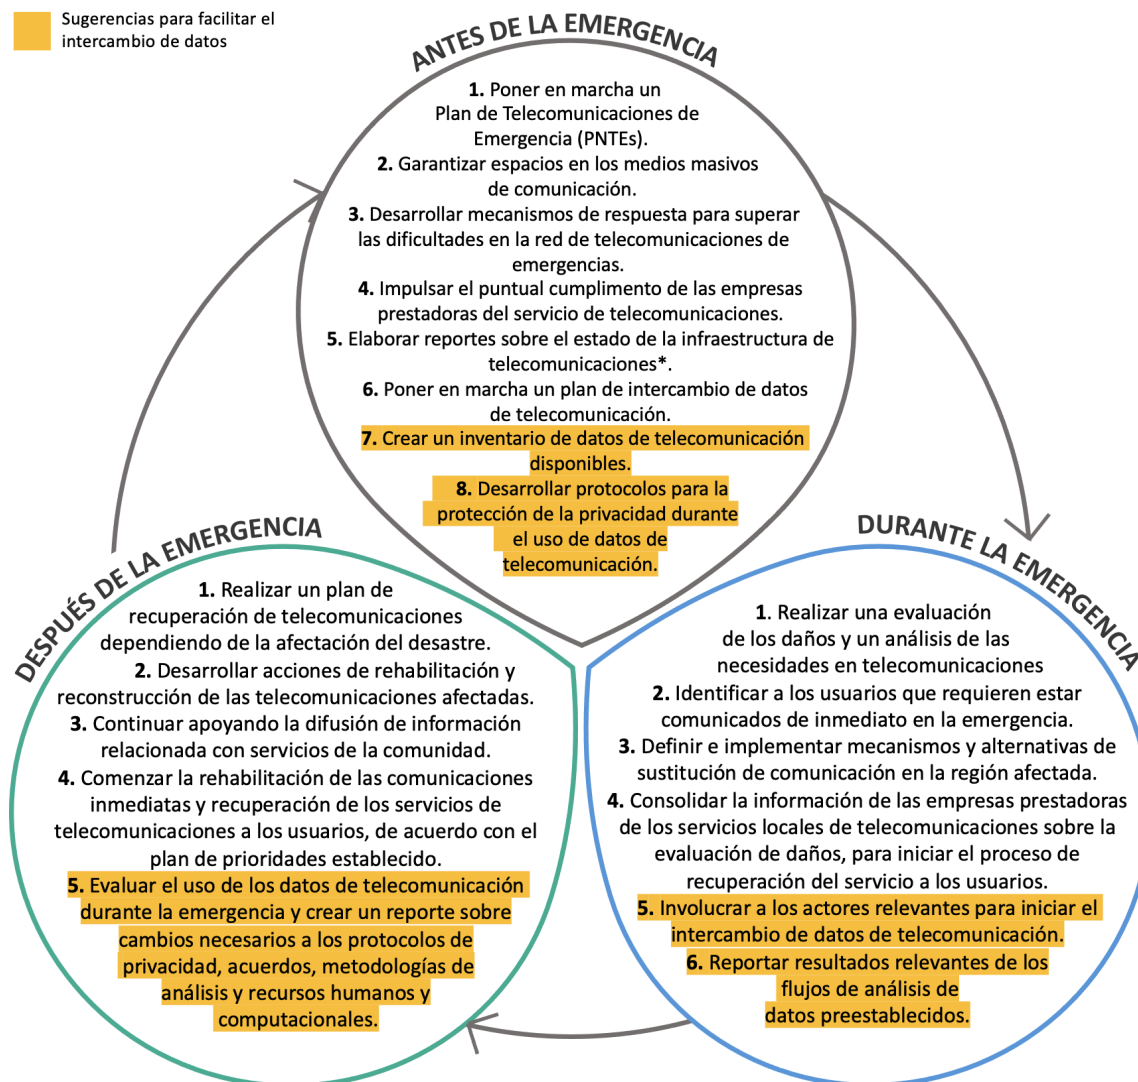 Sugerencias para facilitar el
intercambio de datos
ANTES DE LA EMERGENCIA
1. Poner en marcha un
Plan de Telecomunicaciones de
Emergencia (PNTEs).
2. Garantizar espacios en los medios masivos
de comunicación.
3. Desarrollar mecanismos de respuesta para superar
las dificultades en la red de telecomunicaciones de
emergencias.
4. Impulsar el puntual cumplimento de las empresas
prestadoras del servicio de telecomunicaciones.
5. Elaborar reportes sobre el estado de la infraestructura de
telecomunicaciones*.
6. Poner en marcha un plan de intercambio de datos
de telecomunicación.
7. Crear un inventario de datos de telecomunicación
disponibles.
8. Desarrollar protocolos para la
protección de la privacidad durante
el uso de datos de
telecomunicación.
DURANTE LA EMERGENCIA
1. Realizar una evaluación
de los daños y un análisis de las
necesidades en telecomunicaciones
2. Identificar a los usuarios que requieren estar
comunicados de inmediato en la emergencia.
3. Definir e implementar mecanismos y alternativas de
sustitución de comunicación en la región afectada.
4. Consolidar la información de las empresas prestadoras
de los servicios locales de telecomunicaciones sobre la
evaluación de daños, para iniciar el proceso de
recuperación del servicio a los usuarios.
5. Involucrar a los actores relevantes para iniciar el
intercambio de datos de telecomunicación.
6. Reportar resultados relevantes de los
flujos de análisis de
datos preestablecidos.
DESPUÉS DE LA EMERGENCIA
1. Realizar un plan de
recuperación de telecomunicaciones
dependiendo de la afectación del desastre.
2. Desarrollar acciones de rehabilitación y
reconstrucción de las telecomunicaciones afectadas.
3. Continuar apoyando la difusión de información
relacionada con servicios de la comunidad.
4. Comenzar la rehabilitación de las comunicaciones
inmediatas y recuperación de los servicios de
telecomunicaciones a los usuarios, de acuerdo con el
plan de prioridades establecido.
5. Evaluar el uso de los datos de telecomunicación
durante la emergencia y crear un reporte sobre
cambios necesarios a los protocolos de
privacidad, acuerdos, metodologías de
análisis y recursos humanos y
computacionales.